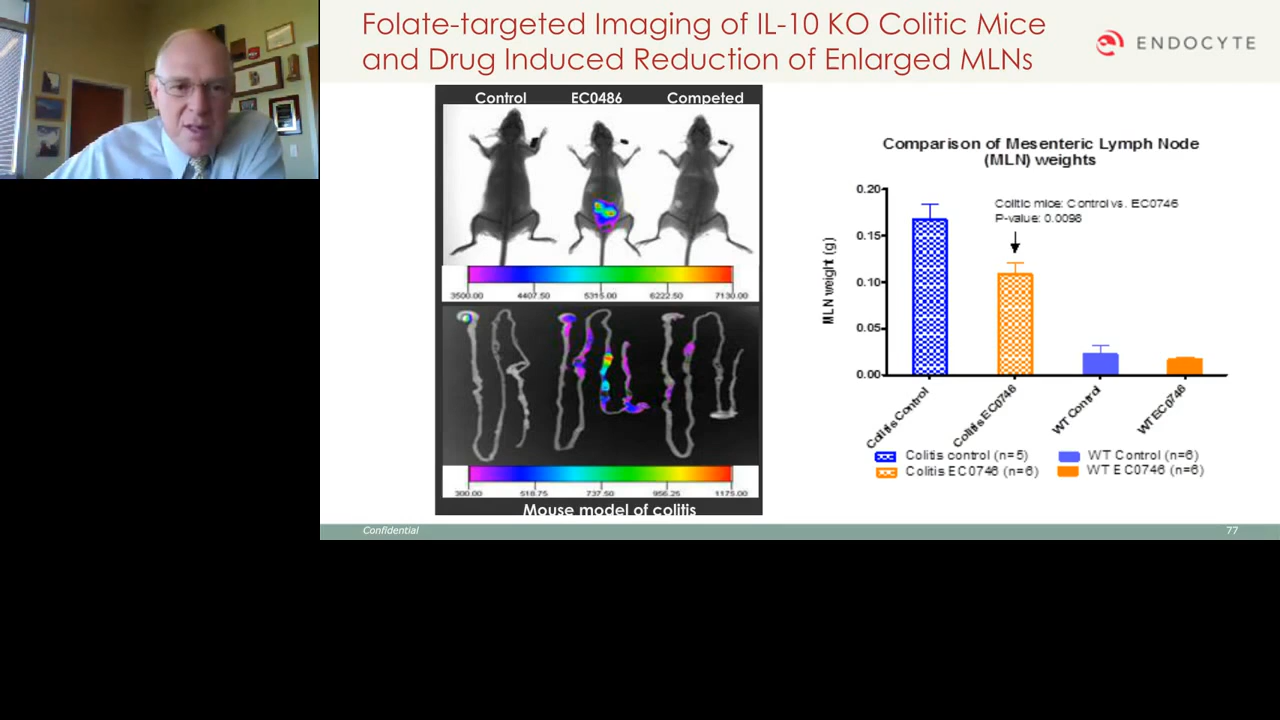 Folate-targeted Imaging of IL-10 KO Colitic Mice
and Drug Induced Reduction of Enlarged MLNs
ENDOCYTE
Control EC0486 Competed
3500.00 4407.50 5315.00 6222.50 7130.00
300.00 518.75 737.50 956.25 1175.00
Mouse model of colitis
Comparison of Mesenteric Lymph Node
(MLN) weights
Colitic mice: Control vs. EC0746
P-value: 0.0096
MLN weight (g)
0.20
0.15
0.10
0.05
0.00
Colitis Control
Colitis EC0746
WT Control
WT EC0746
Colitis control (n=5) WT Control (n=6)
Colitis EC0746 (n=6) WT EC0746 (n=6)
Confidential 77